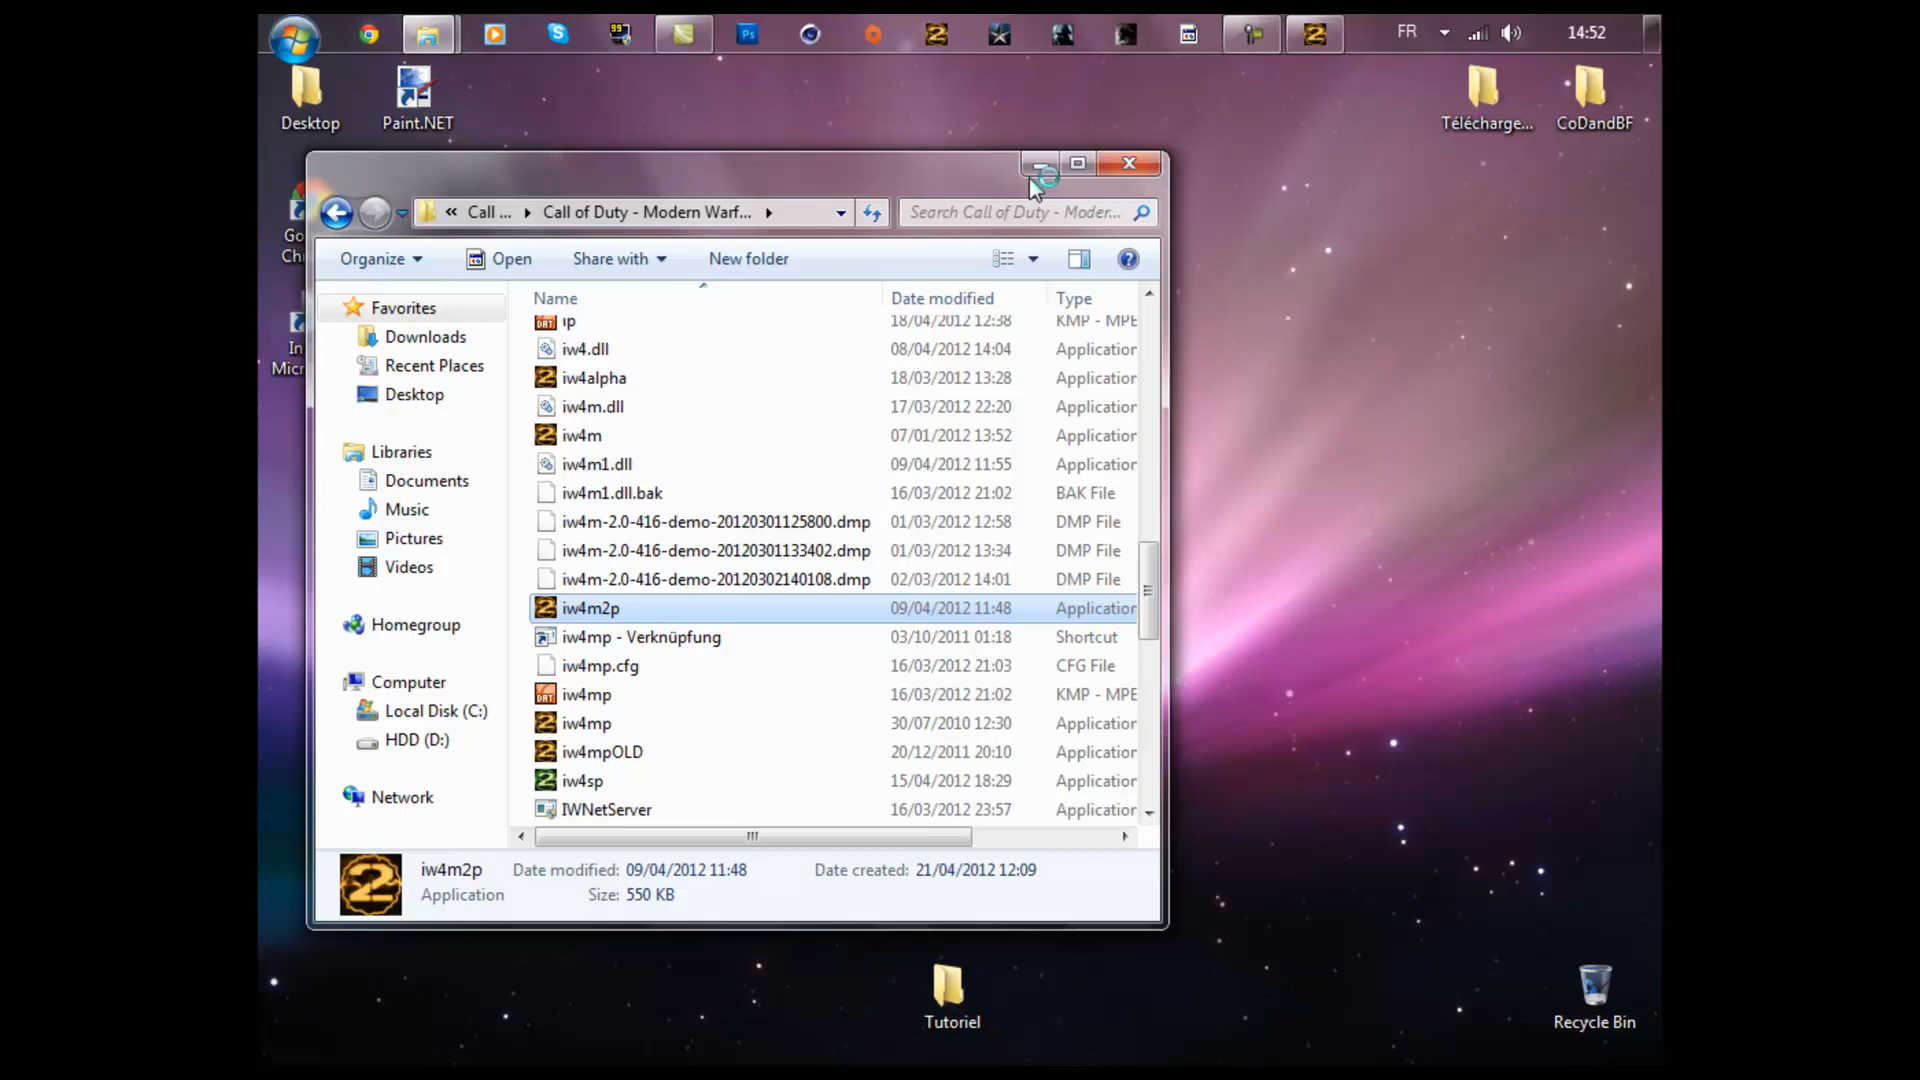 99
Ps
2
2
FR
14:52
Desktop
Paint.NET
Télécharge...
CoDandBF
Go
Ch
In
Micr
« Call ...
Call of Duty - Modern Warf...
Search Call of Duty - Moder...
Organize
Open
Share with
New folder
Name
Date modified
Type
Favorites
Downloads
Recent Places
Desktop
Libraries
Documents
Music
Pictures
Videos
Homegroup
Computer
Local Disk (C:)
HDD (D:)
Network
ip 18/04/2012 12:38 KMP - MPE
iw4.dll 08/04/2012 14:04 Application
iw4alpha 18/03/2012 13:28 Application
iw4m.dll 17/03/2012 22:20 Application
iw4m 07/01/2012 13:52 Application
iw4m1.dll 09/04/2012 11:55 Application
iw4m1.dll.bak 16/03/2012 21:02 BAK File
iw4m-2.0-416-demo-20120301125800.dmp 01/03/2012 12:58 DMP File
iw4m-2.0-416-demo-20120301133402.dmp 01/03/2012 13:34 DMP File
iw4m-2.0-416-demo-20120302140108.dmp 02/03/2012 14:01 DMP File
iw4m2p 09/04/2012 11:48 Application
iw4mp - Verknüpfung 03/10/2011 01:18 Shortcut
iw4mp.cfg 16/03/2012 21:03 CFG File
iw4mp 16/03/2012 21:02 KMP - MPE
iw4mp 30/07/2010 12:30 Application
iw4mpOLD 20/12/2011 20:10 Application
iw4sp 15/04/2012 18:29 Application
IWNetServer 16/03/2012 23:57 Application
iw4m2p Date modified: 09/04/2012 11:48 Date created: 21/04/2012 12:09
Application Size: 550 KB
Tutoriel
Recycle Bin